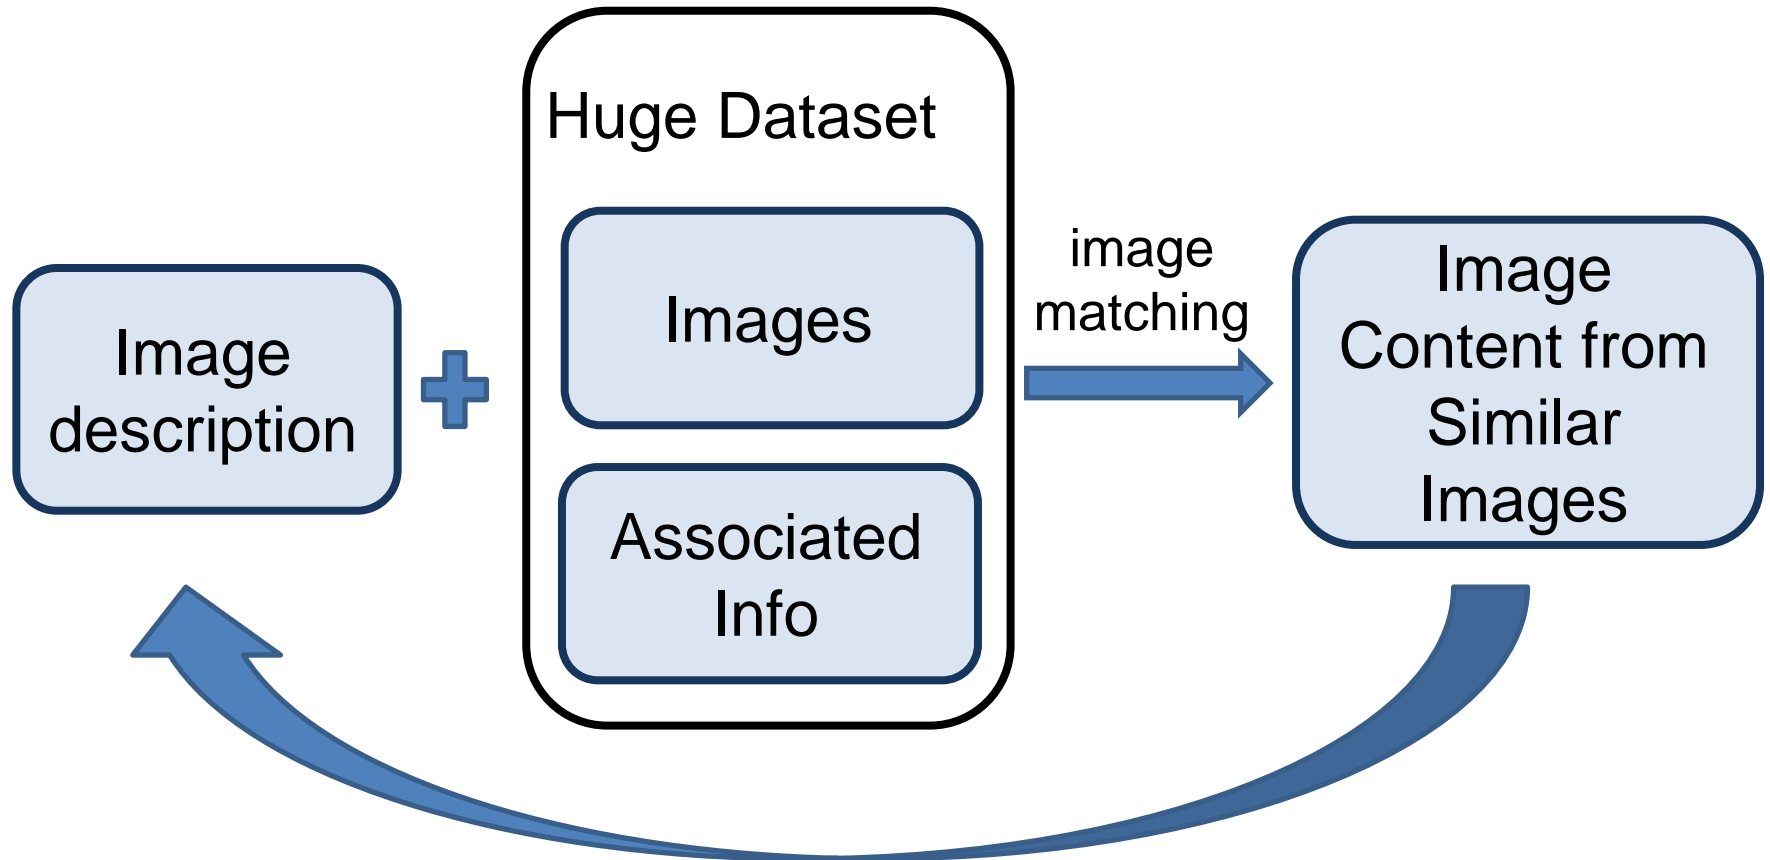 Huge Dataset
Image
description
Images
Associated
Info
image
matching
Image
Content from
Similar
Images